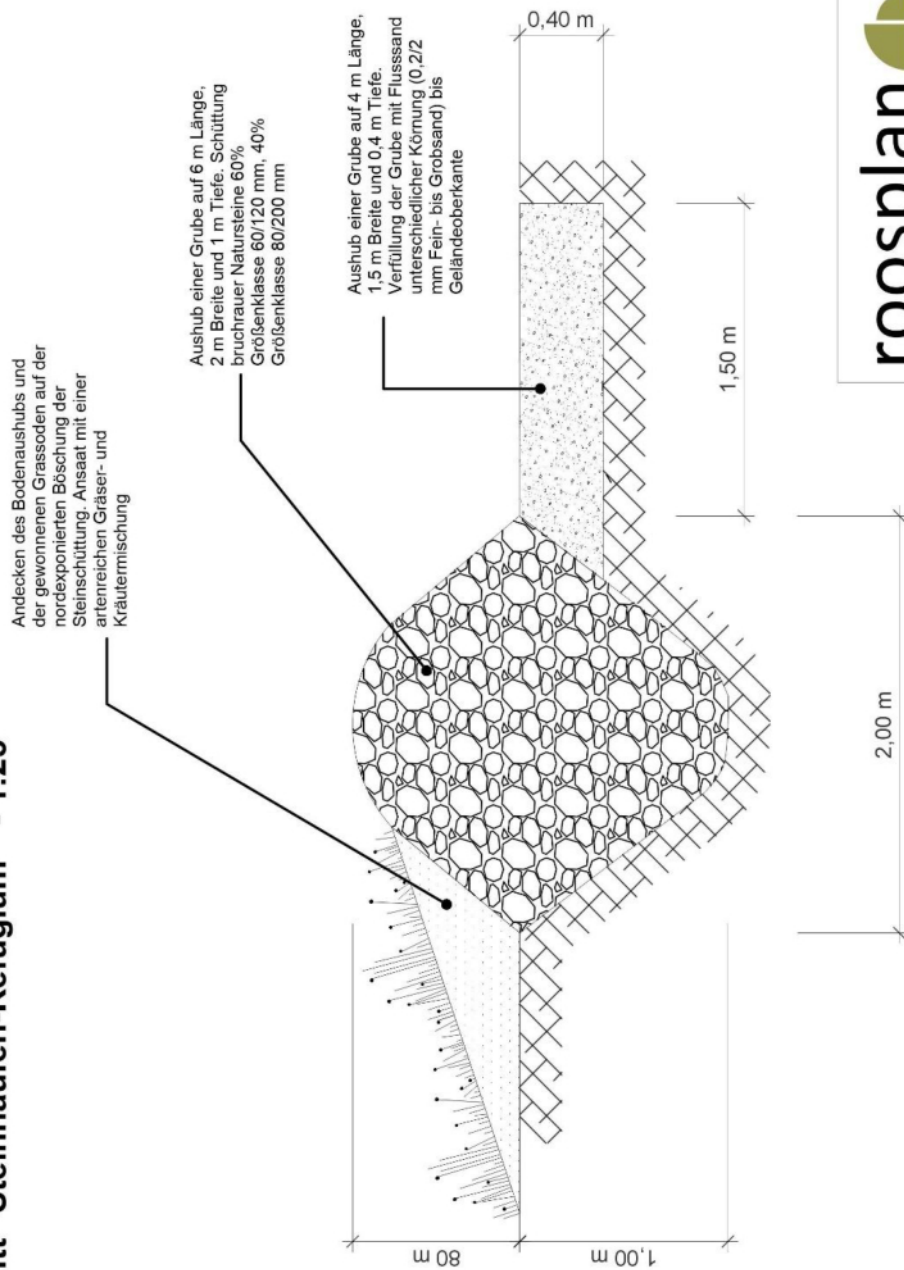 Steinhaufen-Refugium
Andecken des Bodenaushubs und
der gewonnenen Grassoden auf der
nordexponierten Böschung der
Steinschüttung. Ansaat mit einer
artenreichen Gräser- und
Kräutermischung
Aushub einer Grube auf 6 m Länge,
2 m Breite und 1 m Tiefe. Schüttung
bruchrauer Natursteine 60%
Größenklasse 60/120 mm, 40%
Größenklasse 80/200 mm
Aushub einer Grube auf 4 m Länge,
1,5 m Breite und 0,4 m Tiefe.
Verfüllung der Grube mit Flusssand
unterschiedlicher Körnung (0,2/2
mm Fein- bis Grobsand) bis
Geländeoberkante
0,40 m
80 m
1,00 m
1,50 m
2,00 m
roosplan